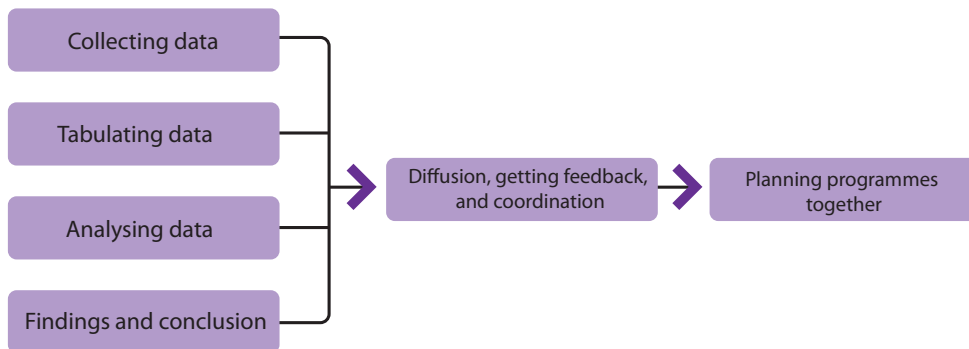 Collecting data
Tabulating data
Analysing data
Findings and conclusion
Diffusion, getting feedback,
and coordination
Planning programmes
together